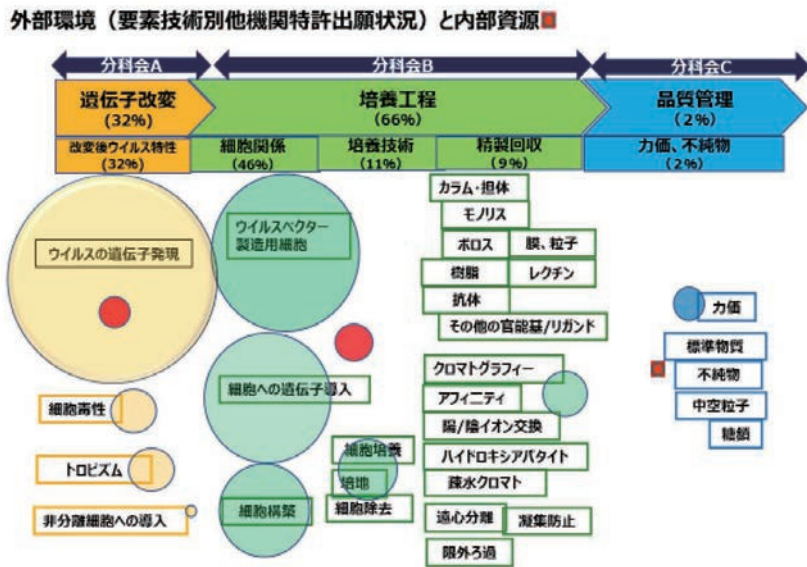 外部環境（要素技術別他機関特許出願状況）と内部資源
分科会A
分科会B
分科会C
遺伝子改変
(32%)
培養工程
(66%)
品質管理
(2%)
改変後ウイルス特性
(32%)
細胞関係
(46%)
培養技術
(11%)
精製回収
(9%)
力価、不純物
(2%)
ウイルスの遺伝子発現
細胞毒性
トロピズム
非分離細胞への導入
ウイルスベクター
製造用細胞
細胞への遺伝子導入
細胞構築
細胞培養
培地
細胞除去
カラム・担体
モノリス
ポロス
膜、粒子
樹脂
レクチン
抗体
その他の官能基/リガンド
クロマトグラフィー
アフィニティ
陽/陰イオン交換
ハイドロキシアパタイト
疎水クロマト
遠心分離
凝集防止
限外ろ過
力価
標準物質
不純物
中空粒子
糖鎖